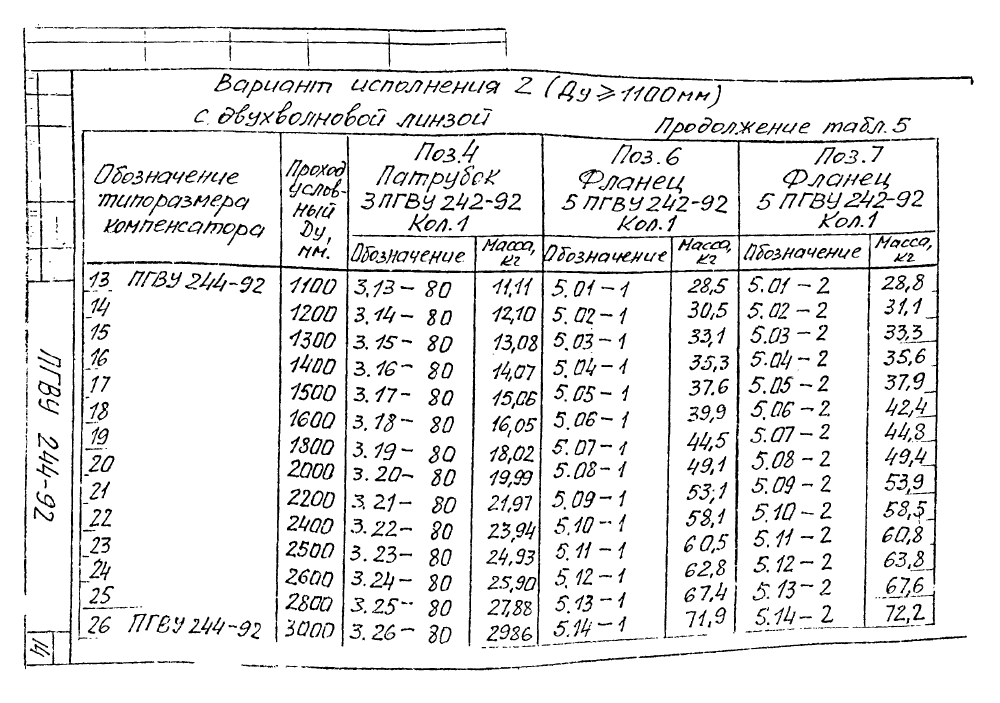 Вариант исполнения 2 (Ду ≥ 1100 мм)
с двухволновой линзой
Продолжение табл. 5
Обозначение типоразмера компенсатора | Проход условный Ду, мм. | Поз. 4 Патрубок 3 ПГВУ 242-92 Кол. 1 | Поз. 6 Фланец 5 ПГВУ 242-92 Кол. 1 | Поз. 7 Фланец 5 ПГВУ 242-92 Кол. 1
Обозначение | Масса, кг | Обозначение | Масса, кг | Обозначение | Масса, кг
13 ПГВУ 244-92 | 1100 | 3.13 - 80 | 11,11 | 5.01 - 1 | 28,5 | 5.01 - 2 | 28,8
14 | 1200 | 3.14 - 80 | 12,10 | 5.02 - 1 | 30,5 | 5.02 - 2 | 31,1
15 | 1300 | 3.15 - 80 | 13,08 | 5.03 - 1 | 33,1 | 5.03 - 2 | 33,3
16 | 1400 | 3.16 - 80 | 14,07 | 5.04 - 1 | 35,3 | 5.04 - 2 | 35,6
17 | 1500 | 3.17 - 80 | 15,06 | 5.05 - 1 | 37.6 | 5.05 - 2 | 37,9
18 | 1600 | 3.18 - 80 | 16,05 | 5.06 - 1 | 39,9 | 5.06 - 2 | 42,4
19 | 1800 | 3.19 - 80 | 18,02 | 5.07 - 1 | 44,5 | 5.07 - 2 | 44,8
20 | 2000 | 3.20 - 80 | 19,99 | 5.08 - 1 | 49,1 | 5.08 - 2 | 49,4
21 | 2200 | 3.21 - 80 | 21,97 | 5.09 - 1 | 53,1 | 5.09 - 2 | 53,9
22 | 2400 | 3.22 - 80 | 23,94 | 5.10 - 1 | 58,1 | 5.10 - 2 | 58,5
23 | 2500 | 3.23 - 80 | 24,93 | 5.11 - 1 | 60,5 | 5.11 - 2 | 60,8
24 | 2600 | 3.24 - 80 | 25,90 | 5.12 - 1 | 62,8 | 5.12 - 2 | 63,8
25 | 2800 | 3.25 - 80 | 27,88 | 5.13 - 1 | 67,4 | 5.13 - 2 | 67,6
26 ПГВУ 244-92 | 3000 | 3.26 - 80 | 2986 | 5.14 - 1 | 71,9 | 5.14 - 2 | 72,2
ПГВУ 244-92
14